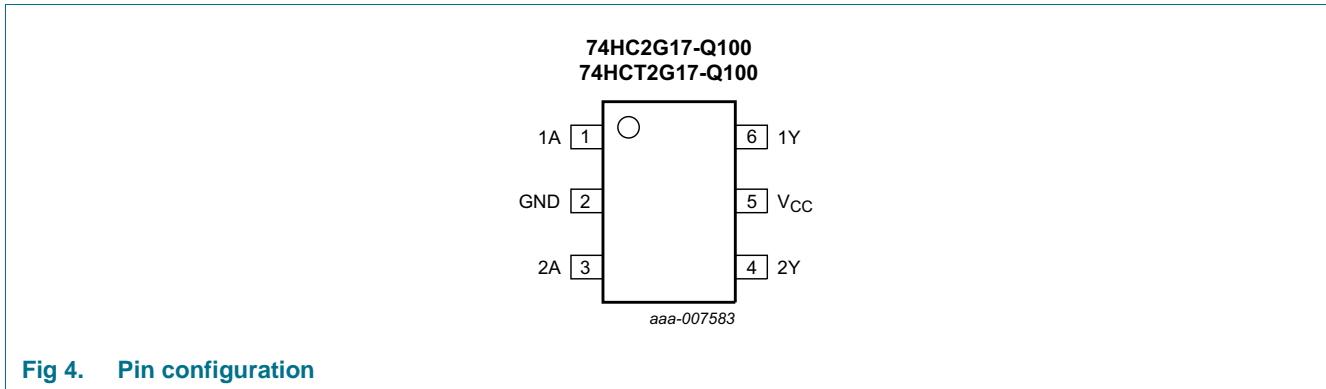 74HC2G17-Q100
74HCT2G17-Q100
1A 1 6 1Y
GND 2 5 VCC
2A 3 4 2Y
aaa-007583
Fig 4. Pin configuration